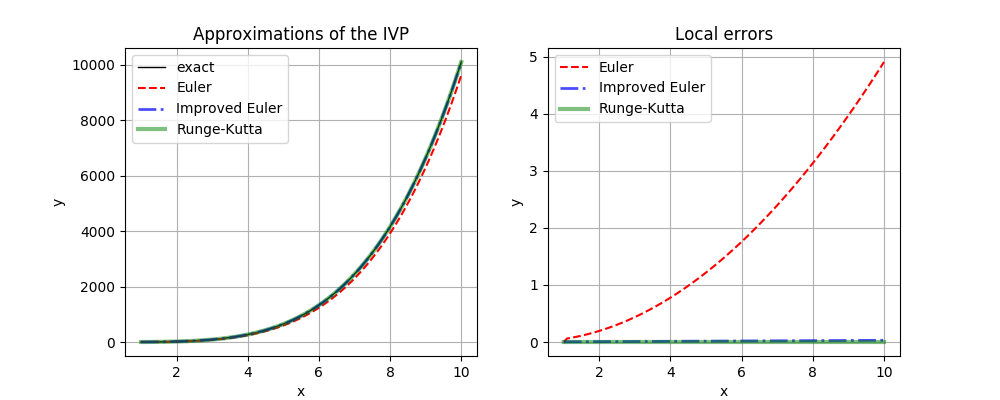 Approximations of the IVP
exact
Euler
Improved Euler
Runge-Kutta
10000
8000
6000
4000
2000
0
y
2
4
6
8
10
x
Local errors
Euler
Improved Euler
Runge-Kutta
5
4
3
2
1
0
y
2
4
6
8
10
x